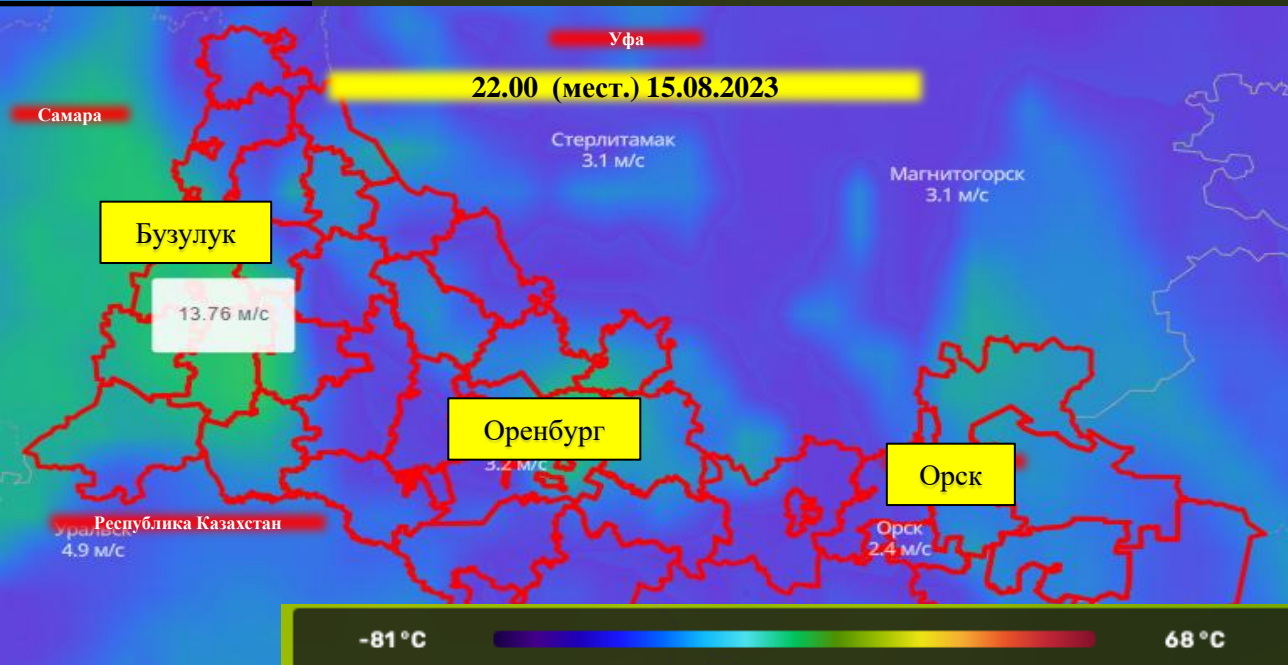 Уфа
22.00 (мест.) 15.08.2023
Самара
Стерлитамак
3.1 м/с
Магнитогорск
3.1 м/с
Бузулук
13.76 м/с
Оренбург
3.2 м/с
Орск
Республика Казахстан
Уральск
4.9 м/с
Орск
2.4 м/с
-81°C
68°C